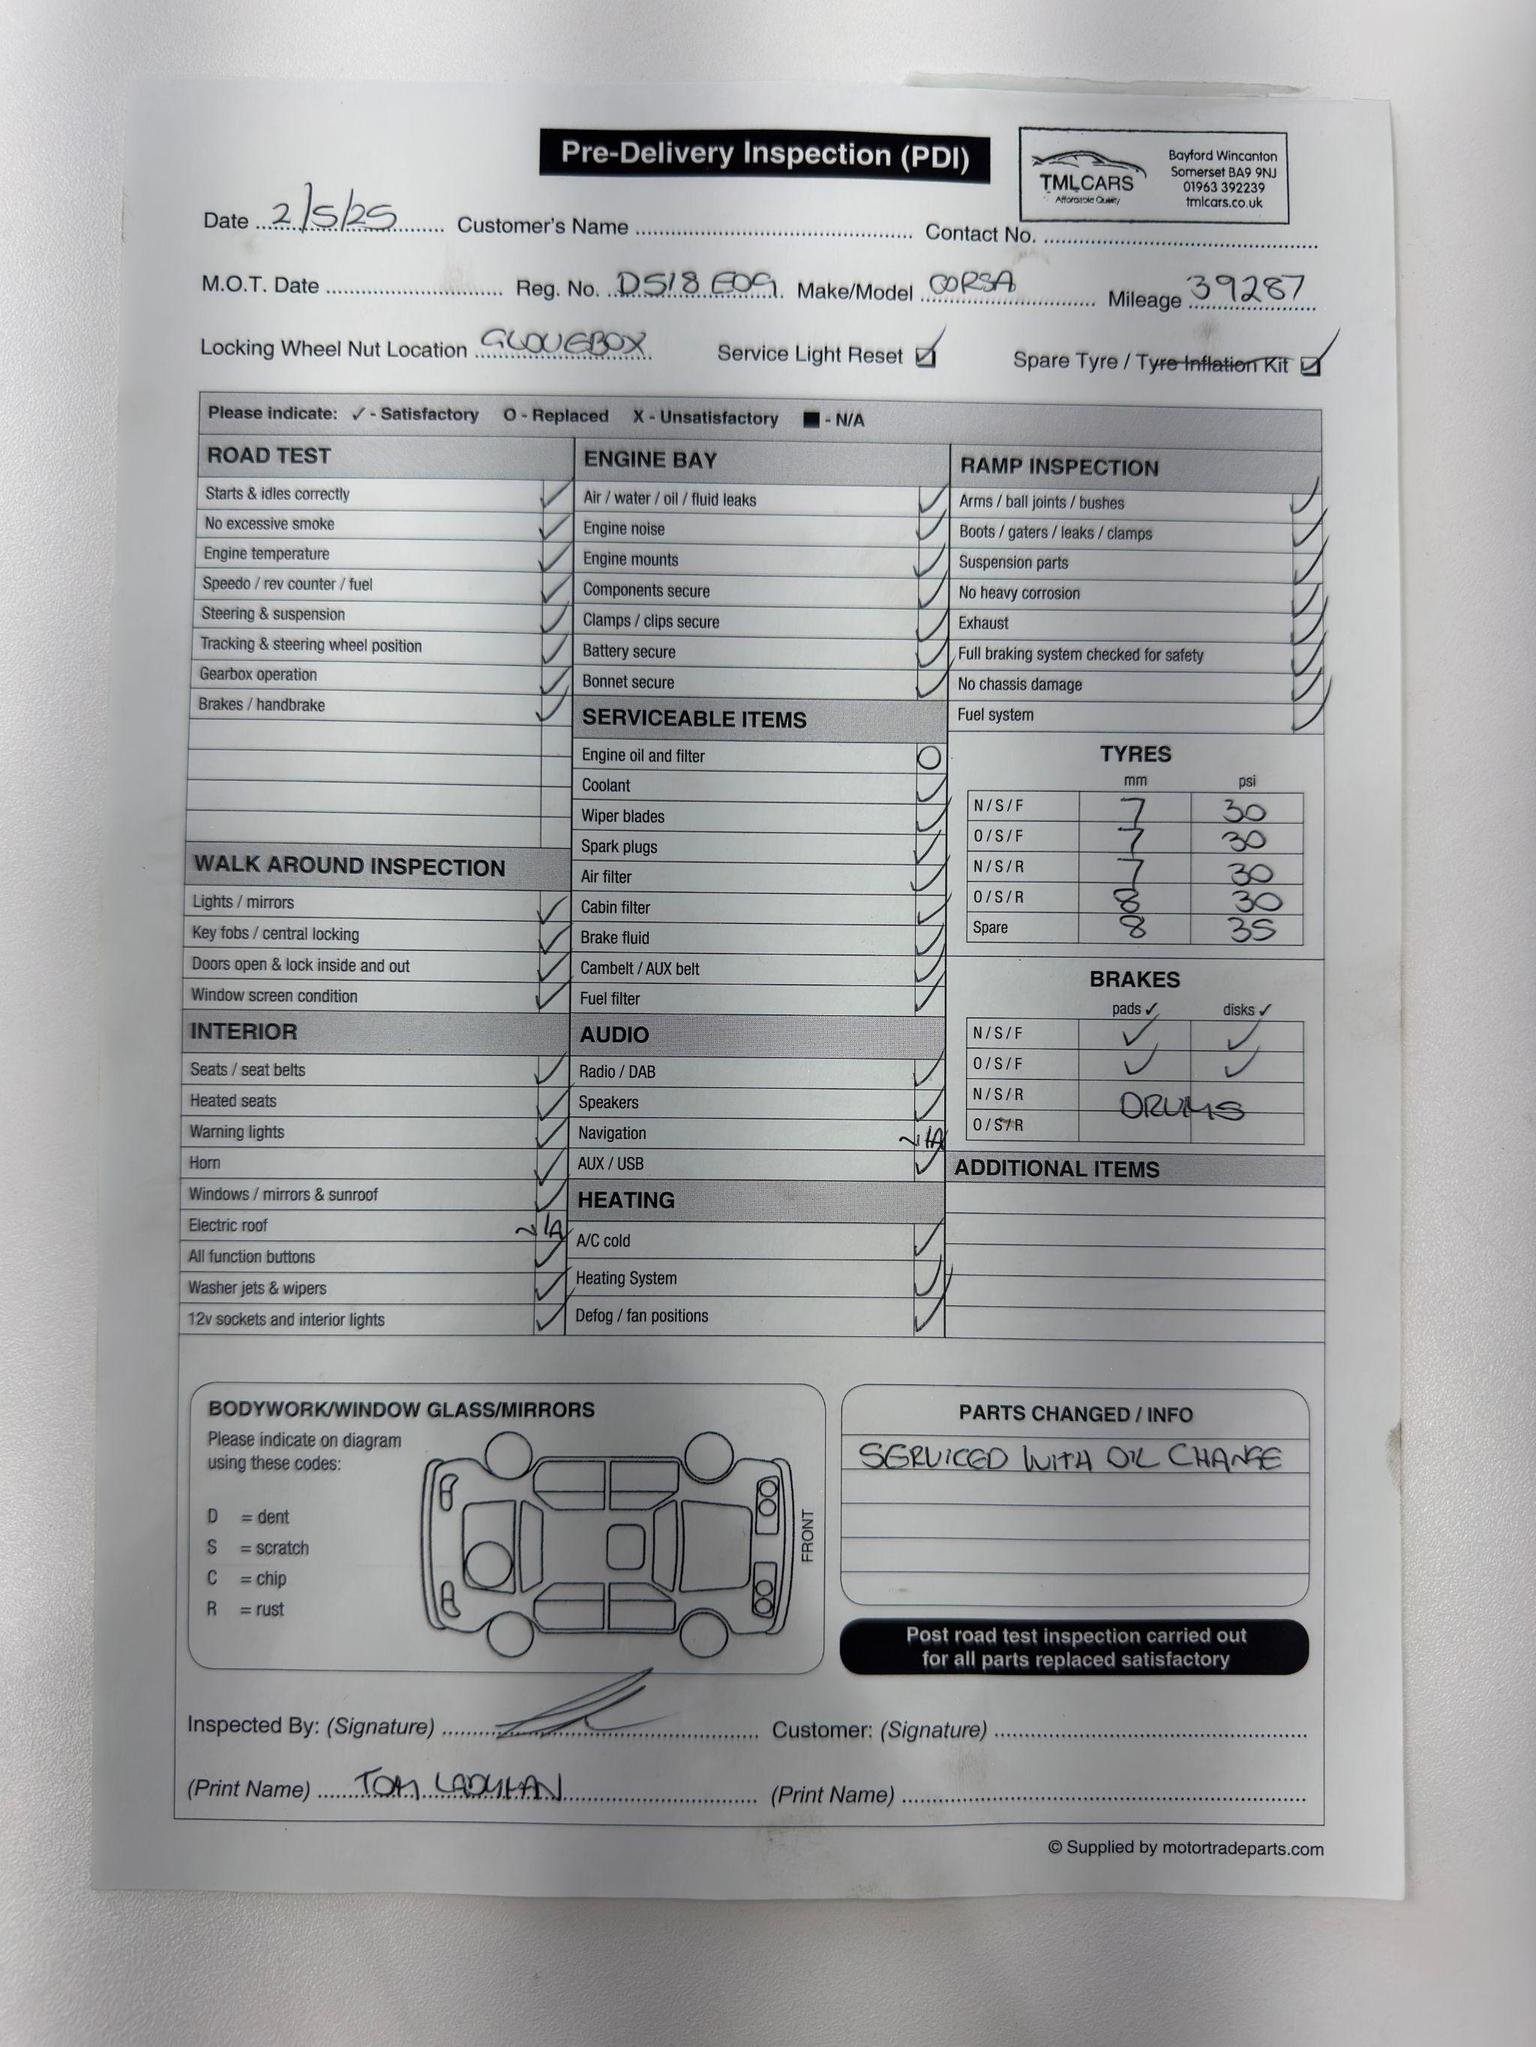 Pre-Delivery Inspection (PDI)
TMLCARS
Affordable Quality
Bayford Wincanton
Somerset BA9 9NJ
01963 392239
tmlcars.co.uk
Date 2/5/25 Customer's Name Contact No.
M.O.T. Date Reg. No. DS18 EOG Make/Model CORSA Mileage 39287
Locking Wheel Nut Location GLOVEBOX Service Light Reset ✓ Spare Tyre / Tyre Inflation Kit ✓
Please indicate: ✓ - Satisfactory O - Replaced X - Unsatisfactory ■ - N/A
ROAD TEST
Starts & idles correctly ✓
No excessive smoke ✓
Engine temperature ✓
Speedo / rev counter / fuel ✓
Steering & suspension ✓
Tracking & steering wheel position ✓
Gearbox operation ✓
Brakes / handbrake ✓
WALK AROUND INSPECTION
Lights / mirrors ✓
Key fobs / central locking ✓
Doors open & lock inside and out ✓
Window screen condition ✓
INTERIOR
Seats / seat belts ✓
Heated seats ✓
Warning lights ✓
Horn ✓
Windows / mirrors & sunroof ✓
Electric roof N/A
All function buttons ✓
Washer jets & wipers ✓
12v sockets and interior lights ✓
ENGINE BAY
Air / water / oil / fluid leaks ✓
Engine noise ✓
Engine mounts ✓
Components secure ✓
Clamps / clips secure ✓
Battery secure ✓
Bonnet secure ✓
SERVICEABLE ITEMS
Engine oil and filter O
Coolant ✓
Wiper blades ✓
Spark plugs ✓
Air filter ✓
Cabin filter ✓
Brake fluid ✓
Cambelt / AUX belt ✓
Fuel filter ✓
AUDIO
Radio / DAB ✓
Speakers ✓
Navigation N/A
AUX / USB ✓
HEATING
A/C cold ✓
Heating System ✓
Defog / fan positions ✓
RAMP INSPECTION
Arms / ball joints / bushes ✓
Boots / gaters / leaks / clamps ✓
Suspension parts ✓
No heavy corrosion ✓
Exhaust ✓
Full braking system checked for safety ✓
No chassis damage ✓
Fuel system ✓
TYRES
mm psi
N/S/F 7 30
O/S/F 7 30
N/S/R 7 30
O/S/R 8 30
Spare 8 35
BRAKES
pads ✓ disks ✓
N/S/F ✓ ✓
O/S/F ✓ ✓
N/S/R DRUMS
O/S/R
ADDITIONAL ITEMS
BODYWORK/WINDOW GLASS/MIRRORS
Please indicate on diagram
using these codes:
D = dent
S = scratch
C = chip
R = rust
FRONT
PARTS CHANGED / INFO
SERVICED WITH OIL CHANGE
Post road test inspection carried out
for all parts replaced satisfactory
Inspected By: (Signature) Customer: (Signature)
(Print Name) TOM LADYMAN (Print Name)
© Supplied by motortradeparts.com